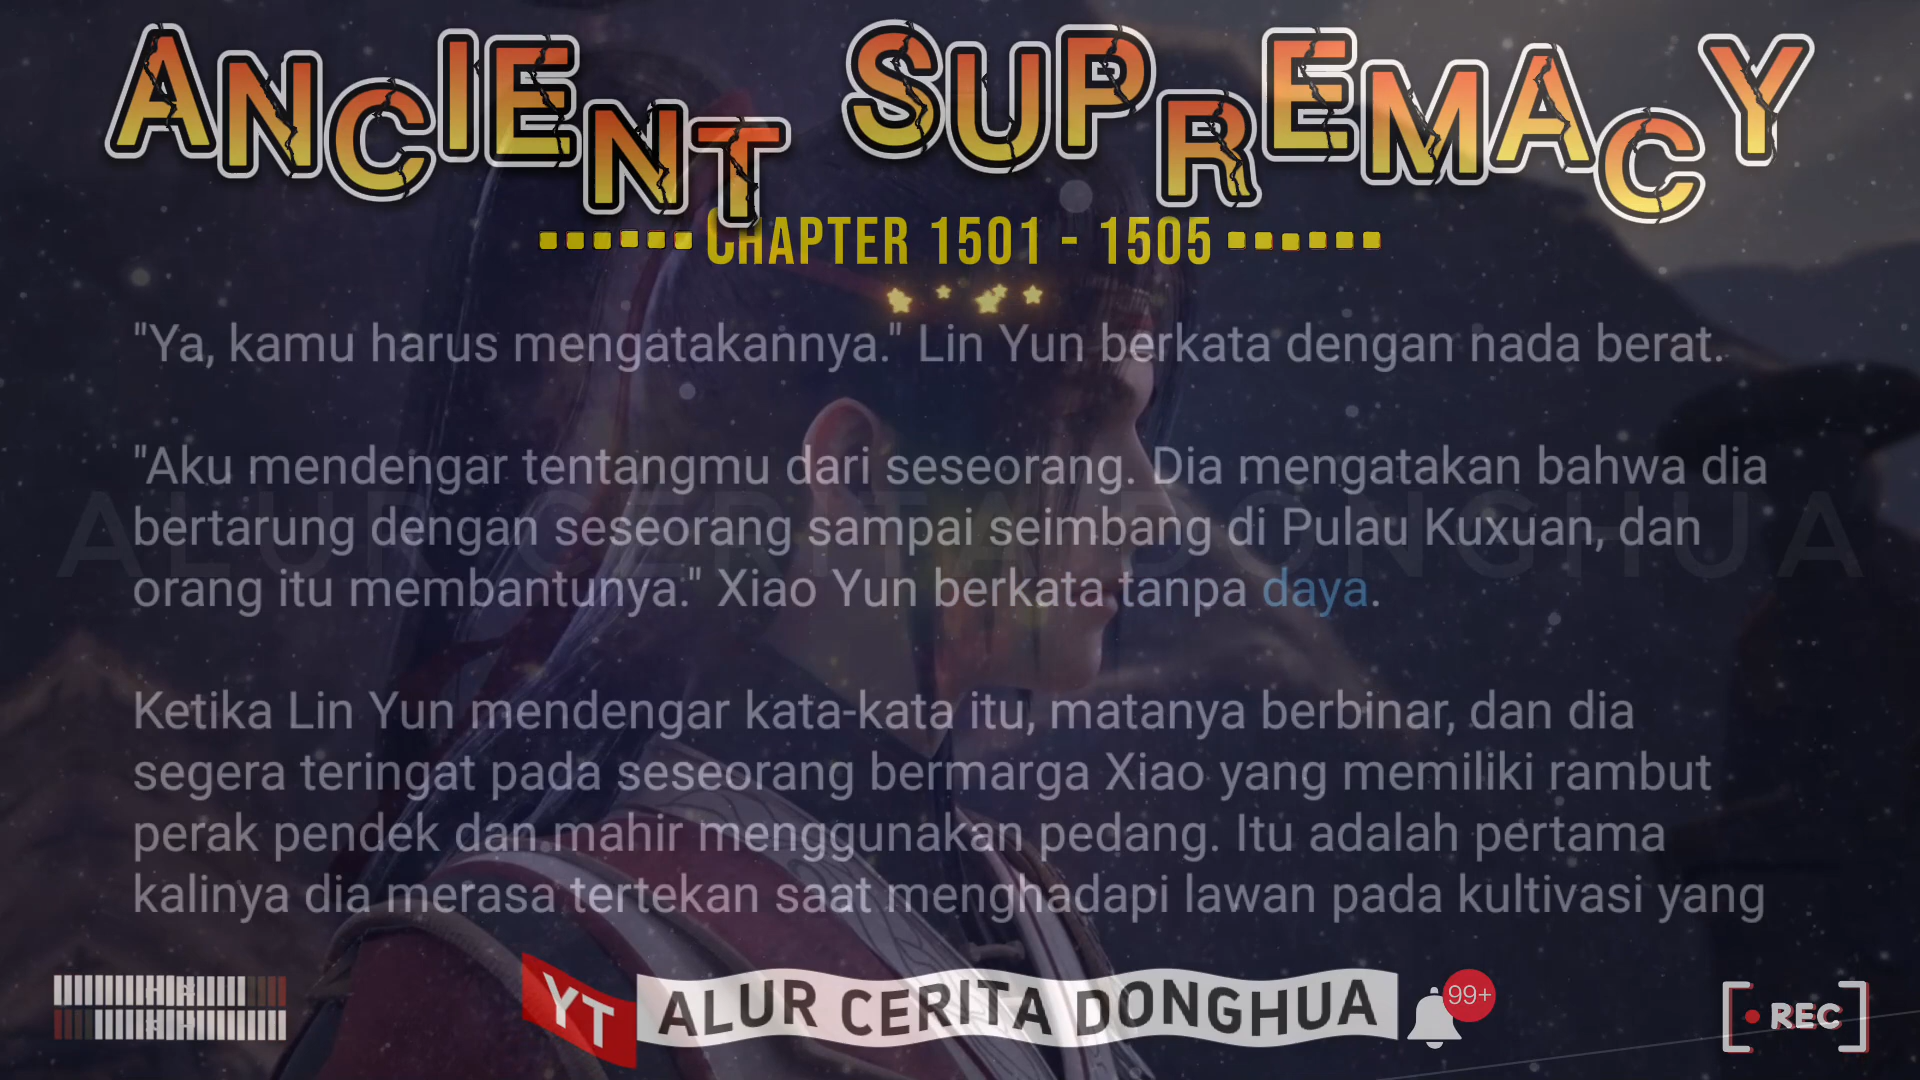 ANCIENT SUPREMACY
CHAPTER 1501 - 1505
"Ya, kamu harus mengatakannya." Lin Yun berkata dengan nada berat.
"Aku mendengar tentangmu dari seseorang. Dia mengatakan bahwa dia
bertarung dengan seseorang sampai seimbang di Pulau Kuxuan, dan
orang itu membantunya." Xiao Yun berkata tanpa daya.
ALUR CERITA DONGHUA
Ketika Lin Yun mendengar kata-kata itu, matanya berbinar, dan dia
segera teringat pada seseorang bermarga Xiao yang memiliki rambut
perak pendek dan mahir menggunakan pedang. Itu adalah pertama
kalinya dia merasa tertekan saat menghadapi lawan pada kultivasi yang
YT ALUR CERITA DONGHUA 99+
REC